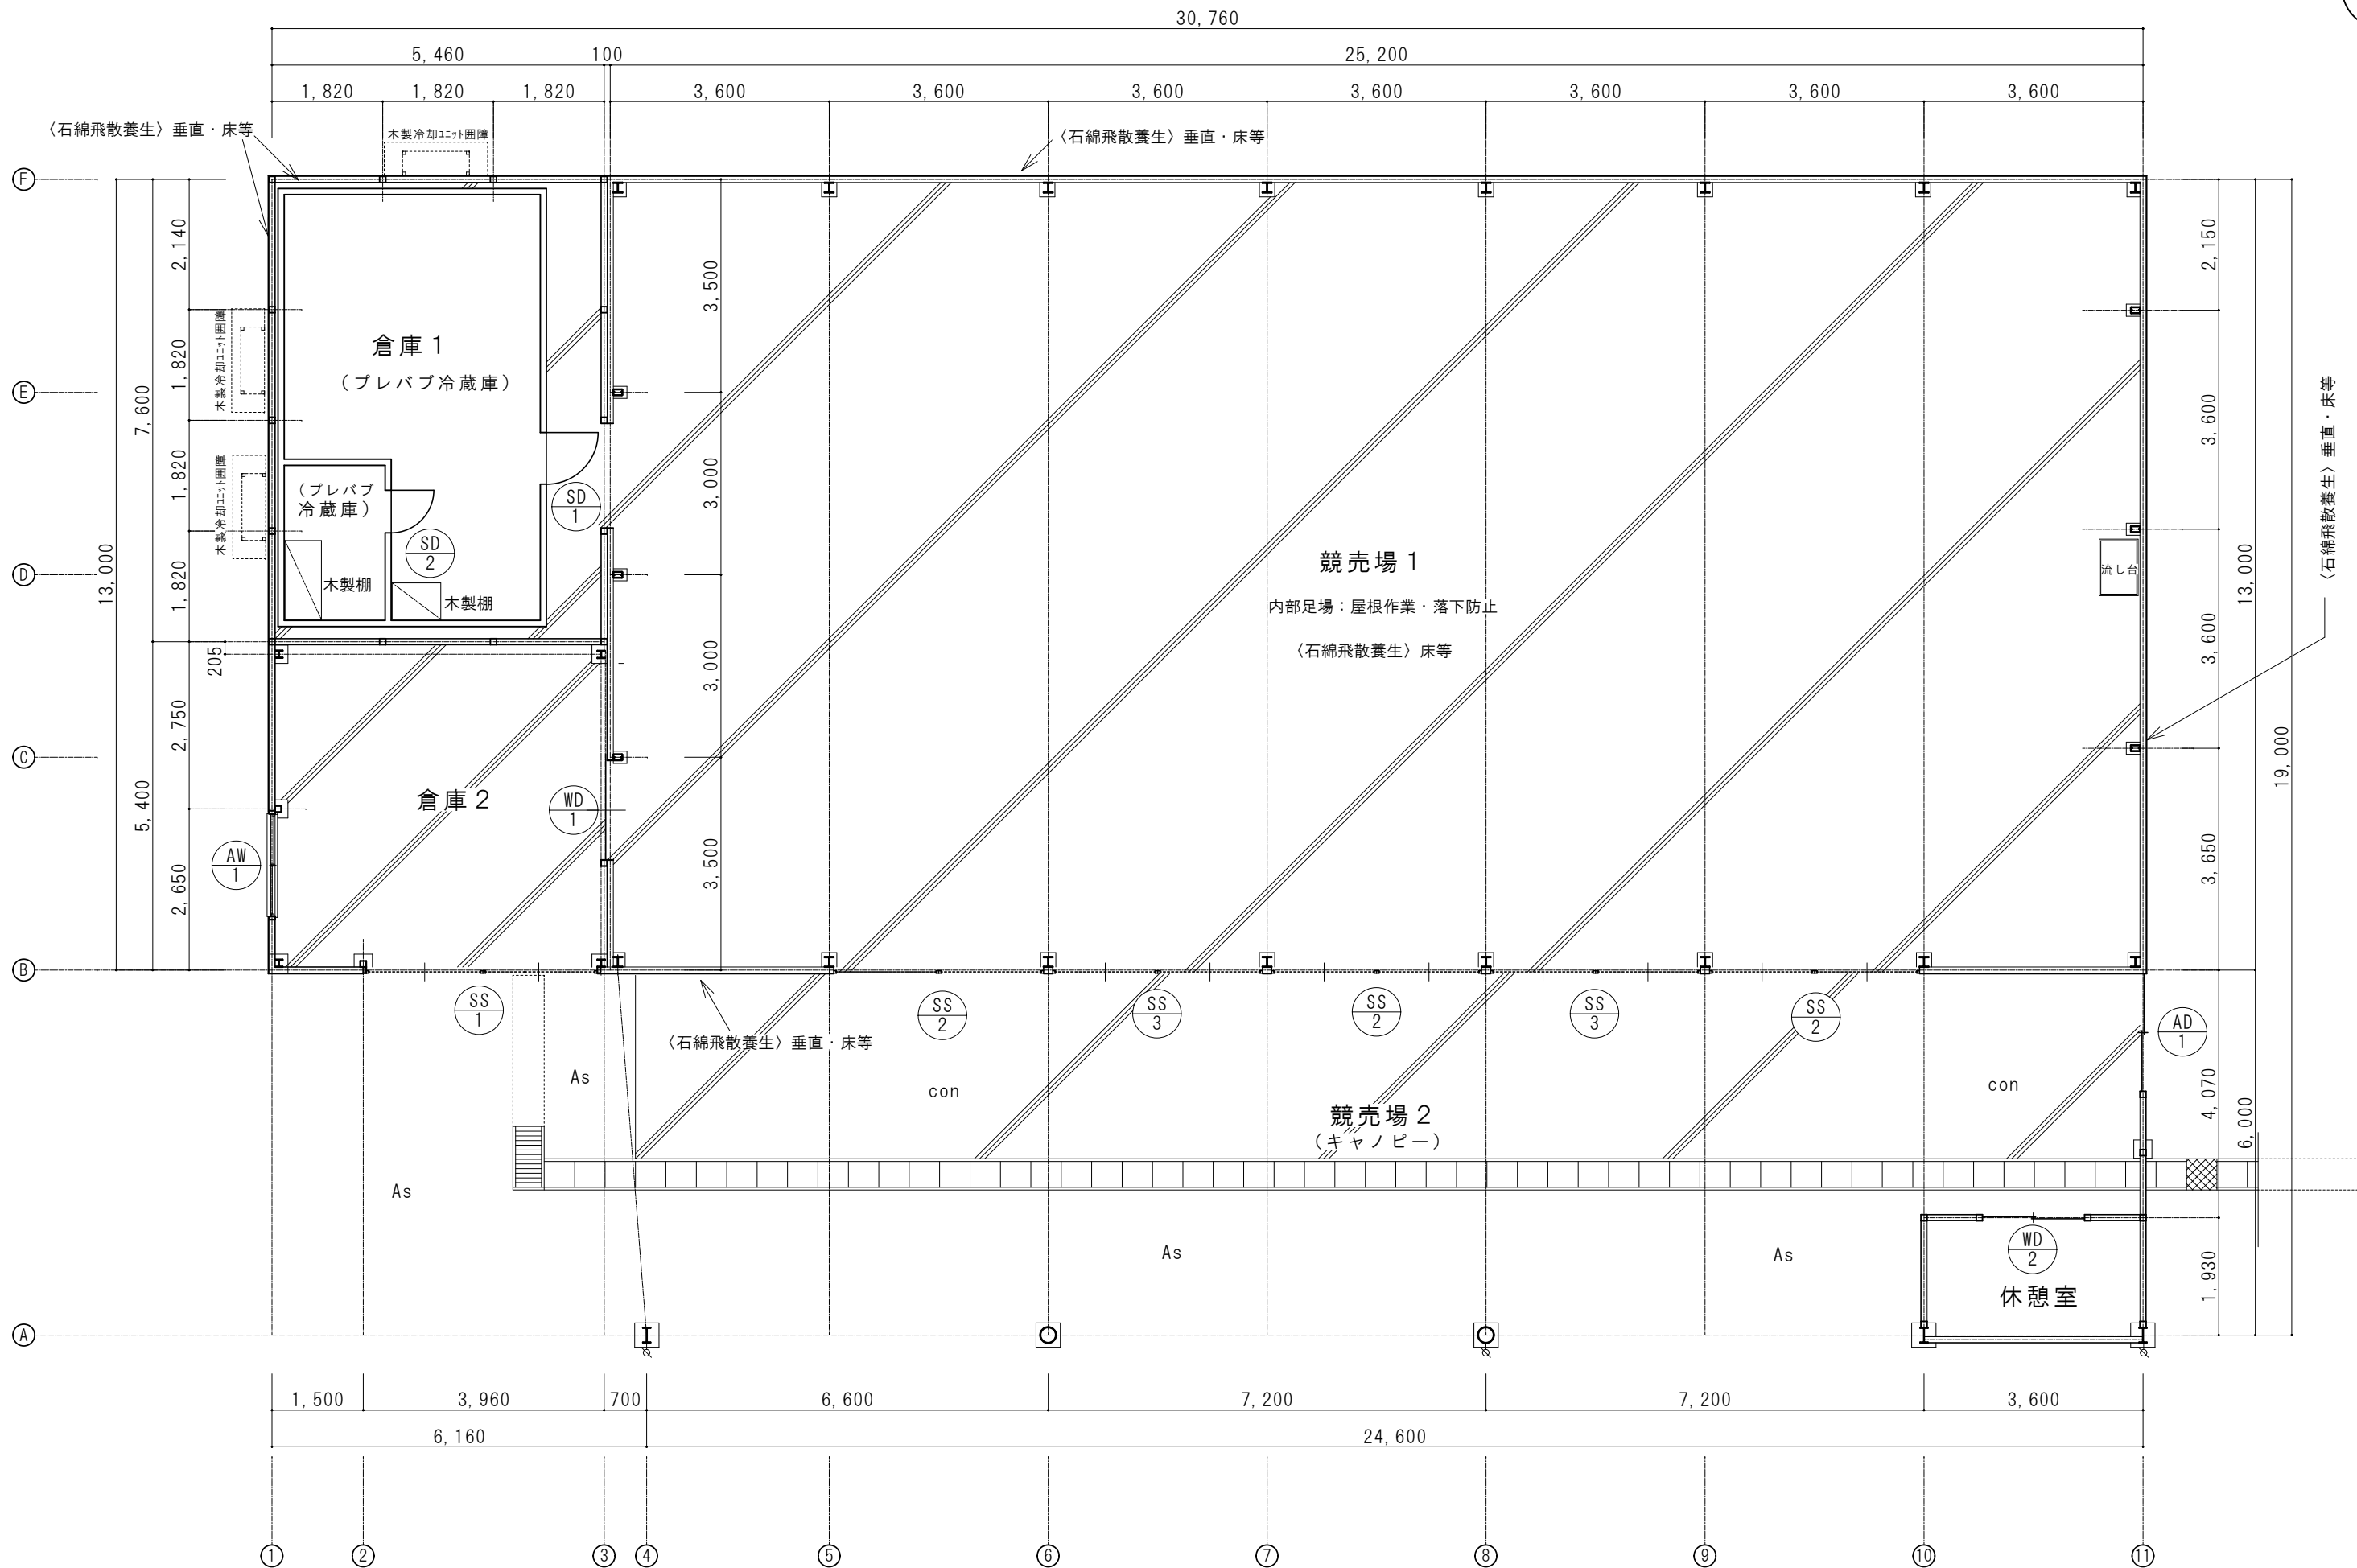 30,760
5,460
100
25,200
1,820
1,820
1,820
3,600
3,600
3,600
3,600
3,600
3,600
3,600
〈石綿飛散養生〉垂直・床等
木製冷却ﾕﾆｯﾄ囲障
〈石綿飛散養生〉垂直・床等
F
E
D
C
B
A
13,000
7,600
5,400
2,140
1,820
1,820
1,820
205
2,750
2,650
木製冷却ﾕﾆｯﾄ囲障
木製冷却ﾕﾆｯﾄ囲障
倉庫1
(プレバブ冷蔵庫)
(プレバブ
冷蔵庫)
SD
1
SD
2
木製棚
木製棚
3,500
3,000
3,000
3,500
競売場1
内部足場：屋根作業・落下防止
〈石綿飛散養生〉床等
流し台
2,150
3,600
3,600
3,650
4,070
1,930
13,000
6,000
19,000
〈石綿飛散養生〉垂直・床等
倉庫2
WD
1
AW
1
SS
1
SS
2
SS
3
SS
2
SS
3
SS
2
AD
1
〈石綿飛散養生〉垂直・床等
As
con
con
競売場2
(キャノピー)
As
As
As
WD
2
休憩室
1,500
3,960
700
6,600
7,200
7,200
3,600
6,160
24,600
1
2
3
4
5
6
7
8
9
10
11